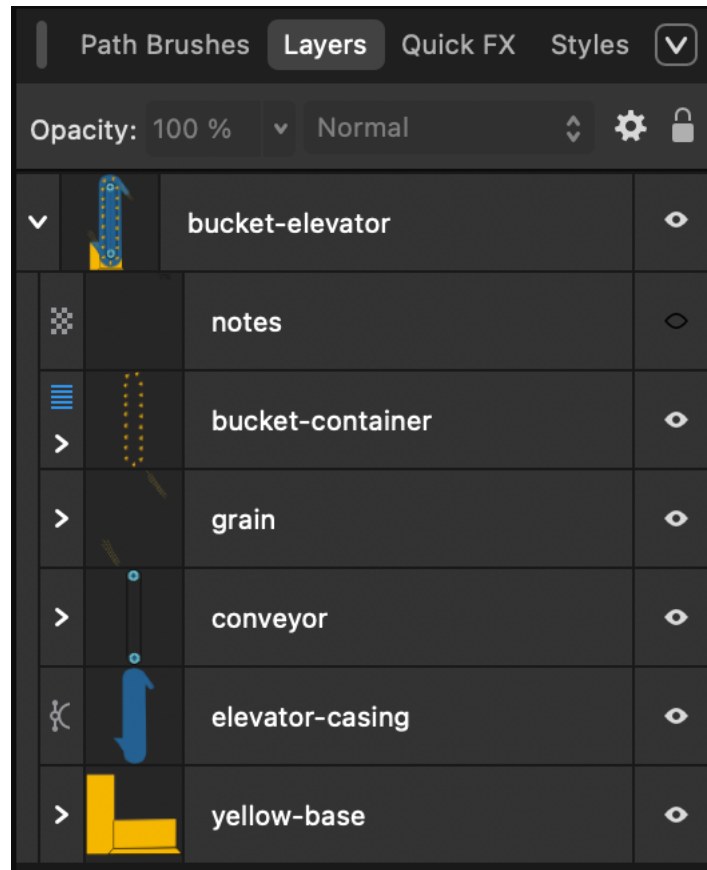 Path Brushes Layers Quick FX Styles
Opacity: 100 % Normal
bucket-elevator
notes
bucket-container
grain
conveyor
elevator-casing
yellow-base